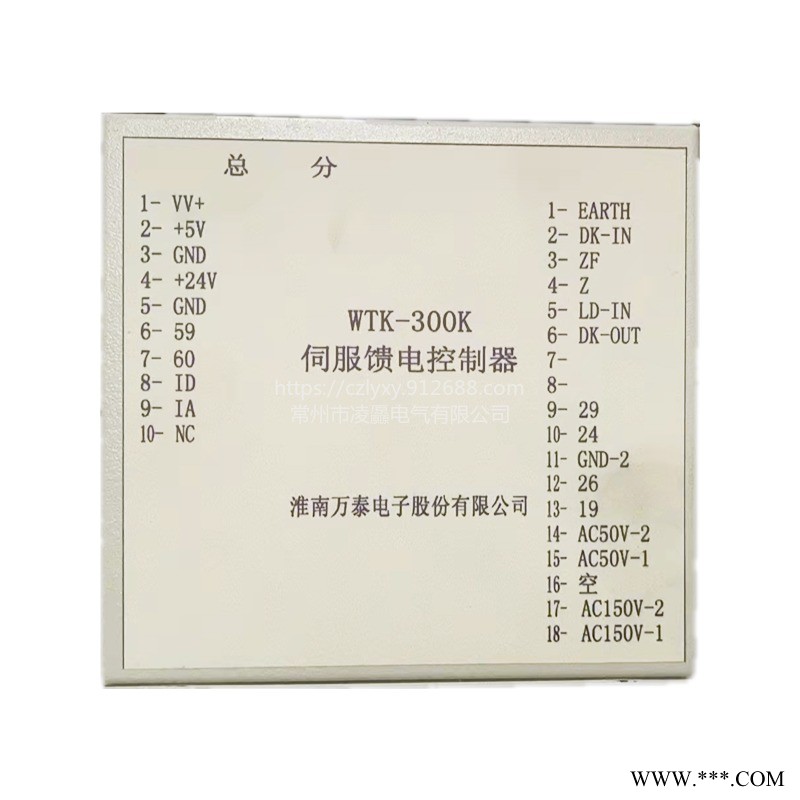 总 分
1- VV+
2- +5V
3- GND
4- +24V
5- GND
6- 59
7- 60
8- ID
9- IA
10- NC
WTK-300K
伺服馈电控制器
https://czlyxy.912688.com
常州市凌翯电气有限公司
淮南万泰电子股份有限公司
1- EARTH
2- DK-IN
3- ZF
4- Z
5- LD-IN
6- DK-OUT
7-
8-
9- 29
10- 24
11- GND-2
12- 26
13- 19
14- AC50V-2
15- AC50V-1
16- 空
17- AC150V-2
18- AC150V-1
WWW.***.COM